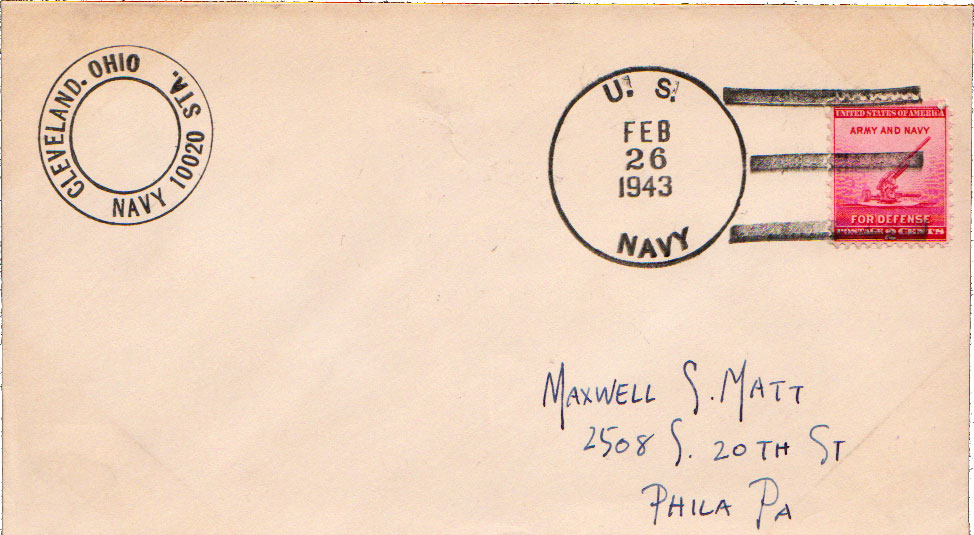 CLEVELAND, OHIO
NAVY 10020 STA.
U. S.
FEB
26
1943
NAVY
UNITED STATES OF AMERICA
ARMY AND NAVY
FOR DEFENSE
2
MAXWELL S. MATT
2508 S. 20TH ST
PHILA PA